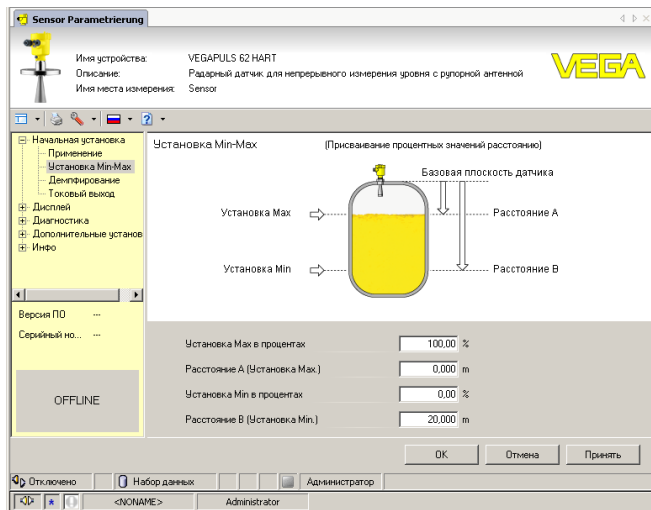 Sensor Parametrierung
Имя устройства: VEGAPULS 62 HART
Описание: Радарный датчик для непрерывного измерения уровня с рупорной антенной
Имя места измерения: Sensor
VEGA
Начальная установка
Применение
Установка Min-Max
Демпфирование
Токовый выход
Дисплей
Диагностика
Дополнительные установ
Инфо
Версия ПО ---
Серийный но... ---
OFFLINE
Установка Min-Max (Присваивание процентных значений расстоянию)
Базовая плоскость датчика
Установка Max
Расстояние A
Установка Min
Расстояние B
Установка Max в процентах 100,00 %
Расстояние A (Установка Max.) 0,000 m
Установка Min в процентах 0,00 %
Расстояние B (Установка Min.) 20,000 m
OK Отмена Принять
Отключено Набор данных Администратор
<NONAME> Administrator